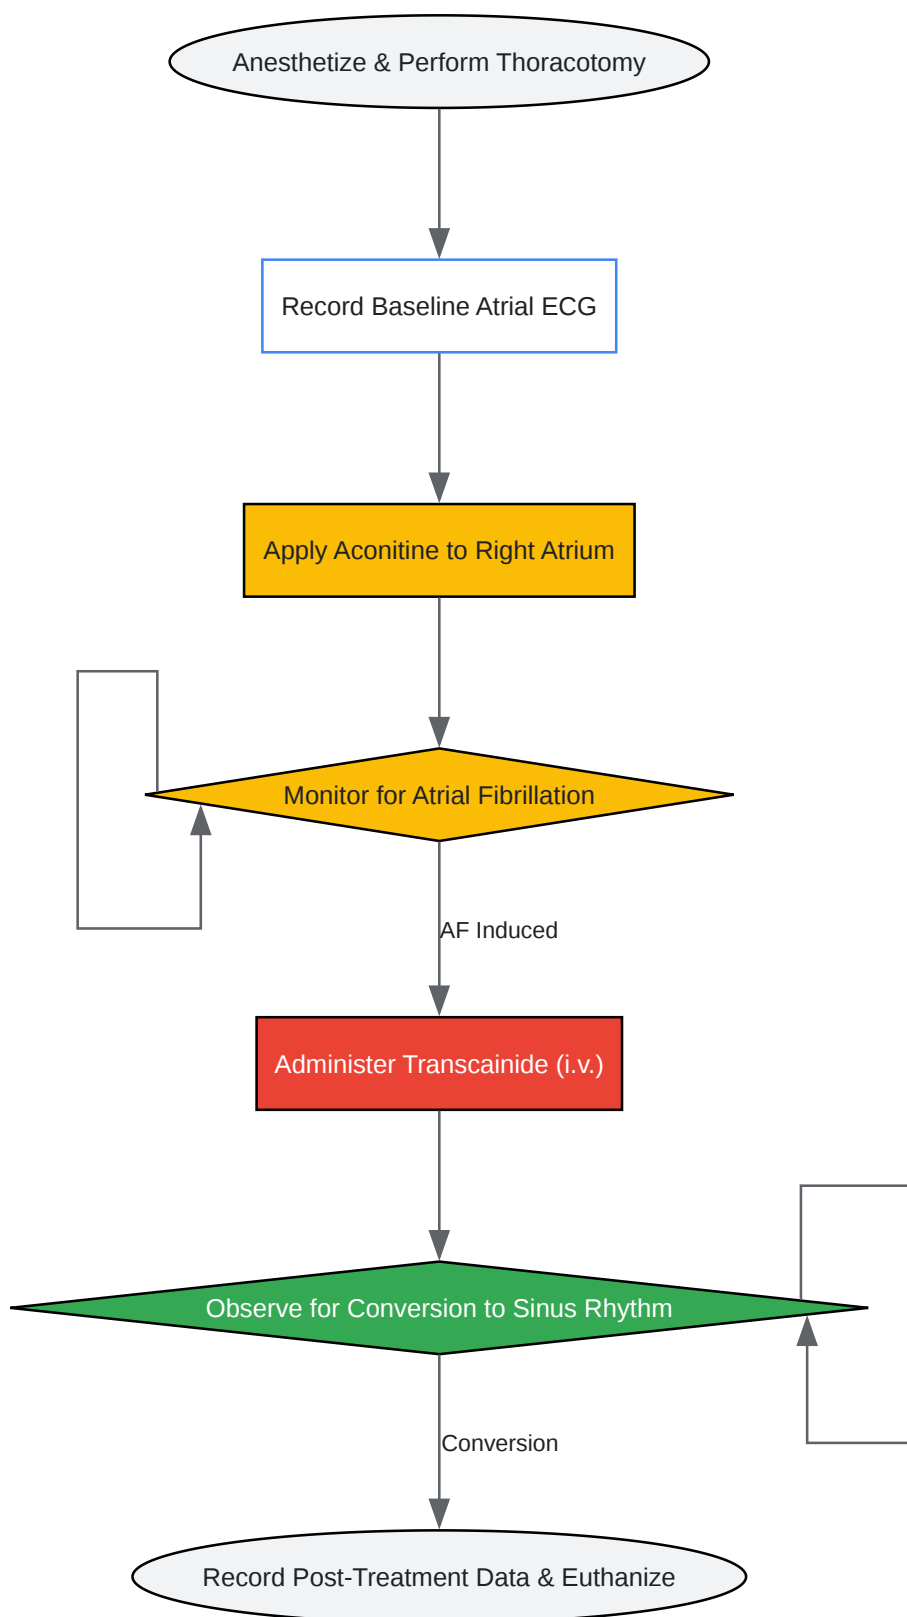 Anesthetize & Perform Thoracotomy
Record Baseline Atrial ECG
Apply Aconitine to Right Atrium
Monitor for Atrial Fibrillation
AF Induced
Administer Transcainide (i.v.)
Observe for Conversion to Sinus Rhythm
Conversion
Record Post-Treatment Data & Euthanize